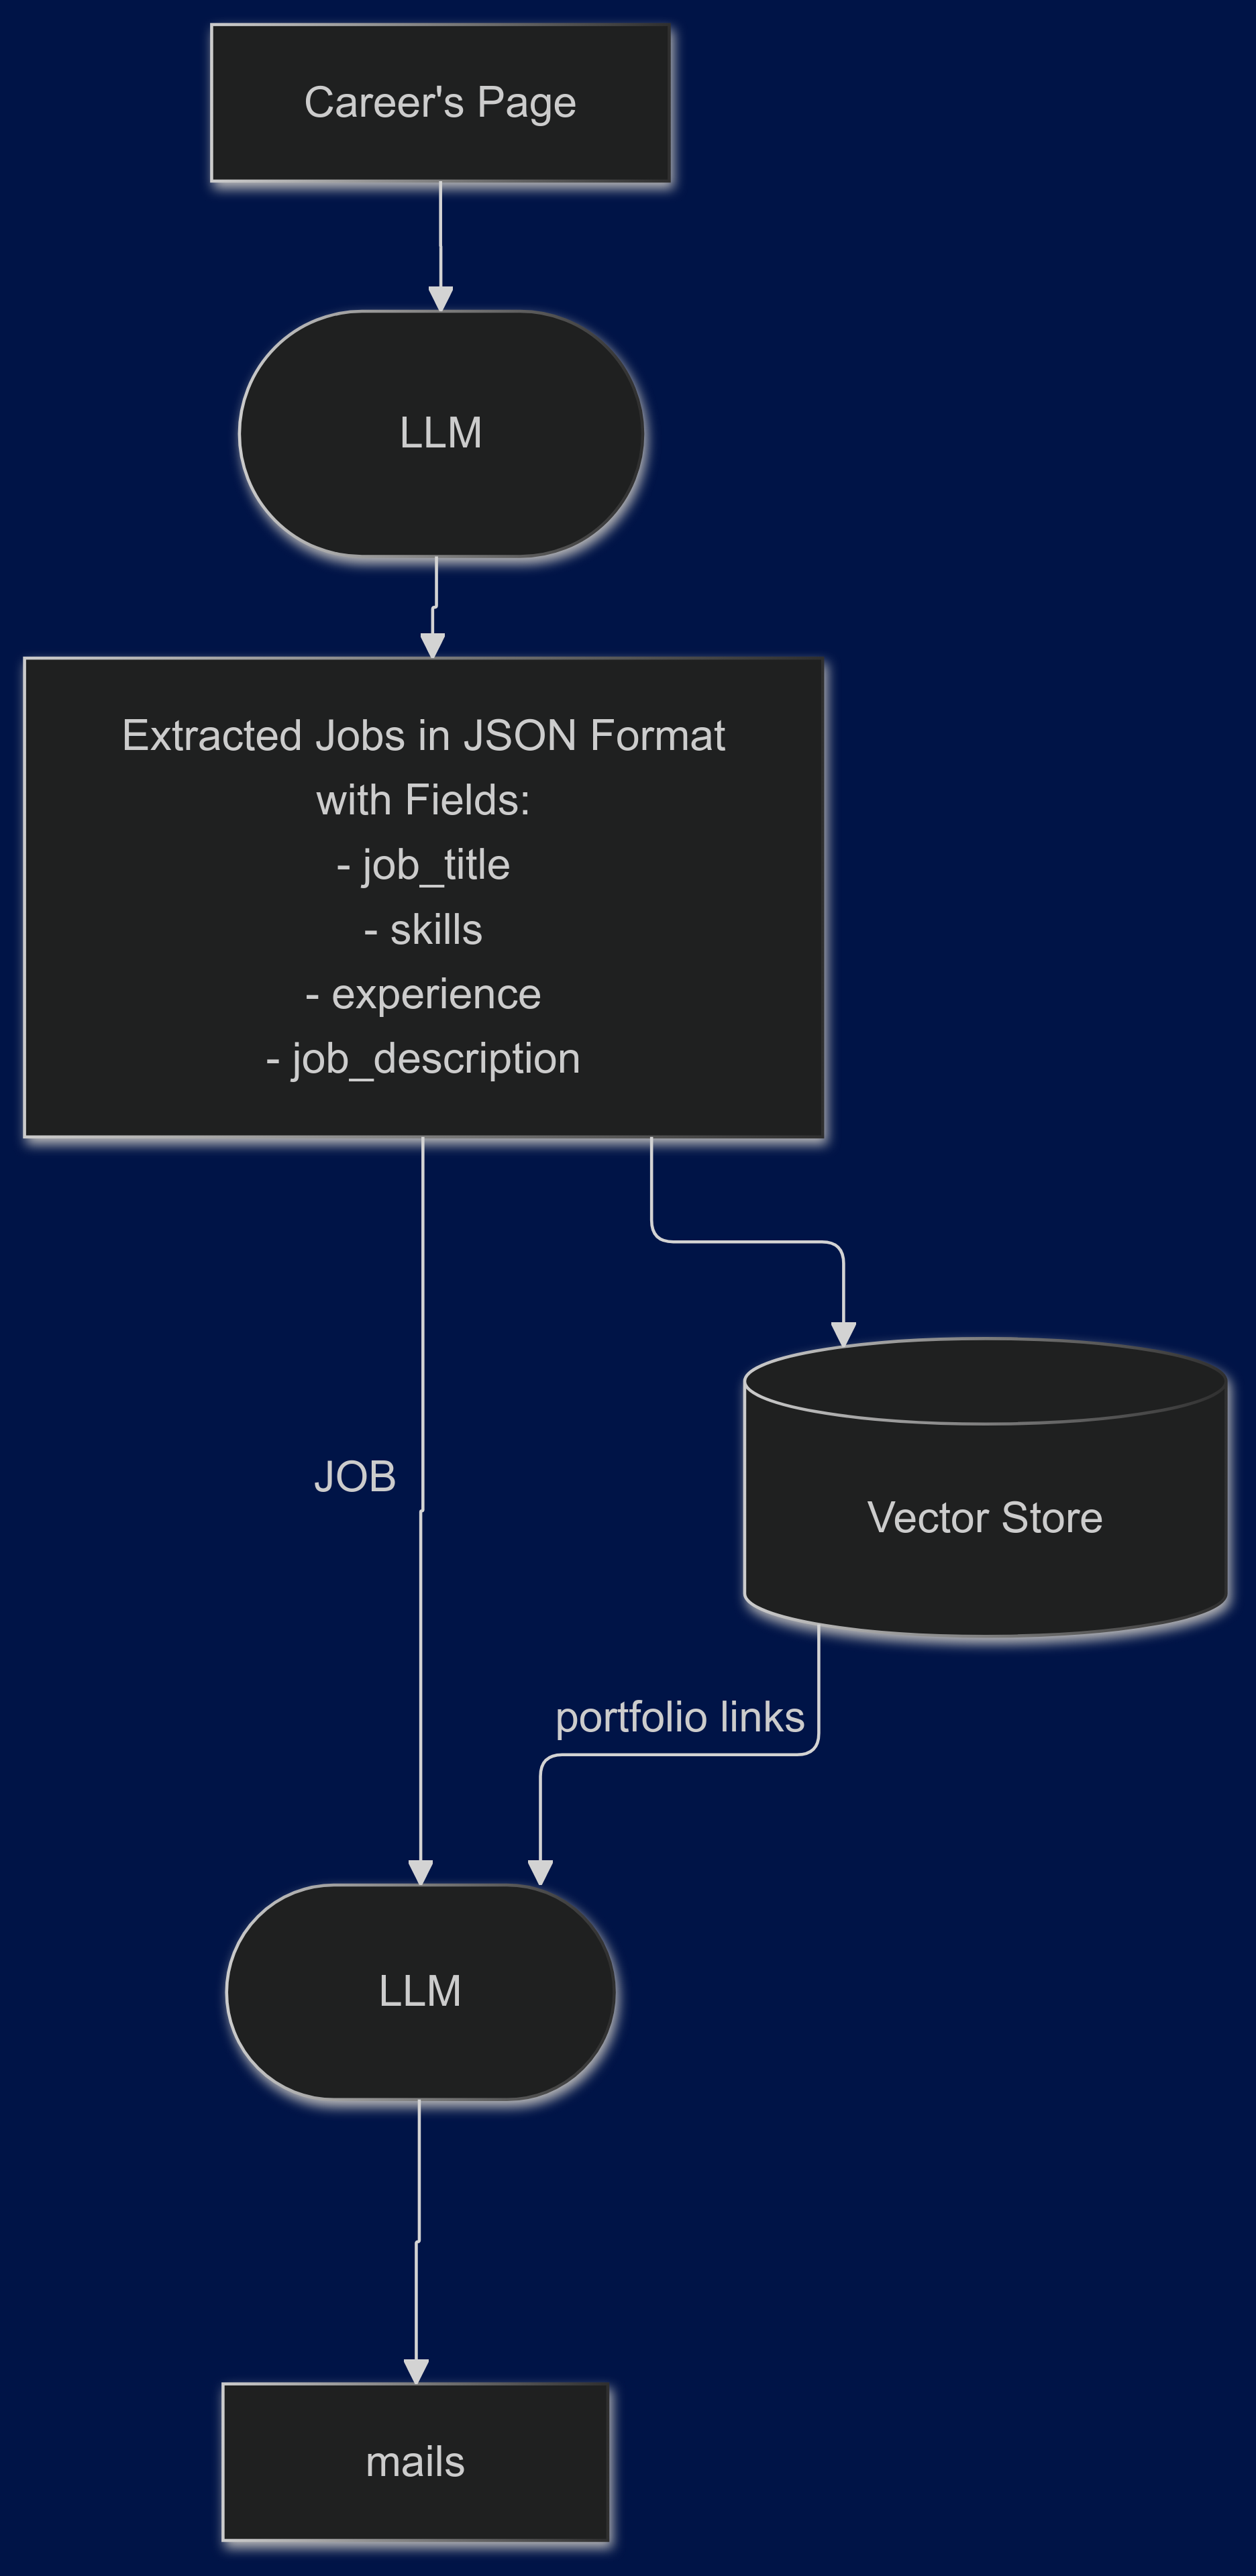 Career's Page
LLM
Extracted Jobs in JSON Format
with Fields:
- job_title
- skills
- experience
- job_description
JOB
Vector Store
portfolio links
LLM
mails